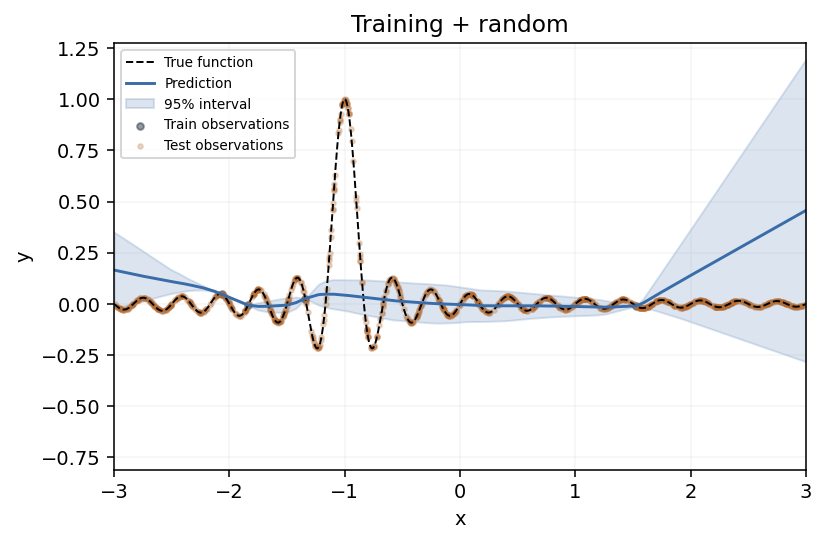 Training + random
1.25
1.00
0.75
0.50
0.25
0.00
−0.25
−0.50
−0.75
y
True function
Prediction
95% interval
Train observations
Test observations
−3 −2 −1 0 1 2 3
x